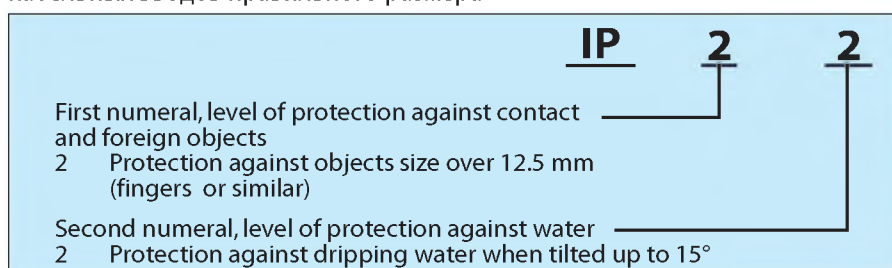 IP 2 2
First numeral, level of protection against contact
and foreign objects
2 Protection against objects size over 12.5 mm
(fingers or similar)
Second numeral, level of protection against water
2 Protection against dripping water when tilted up to 15°